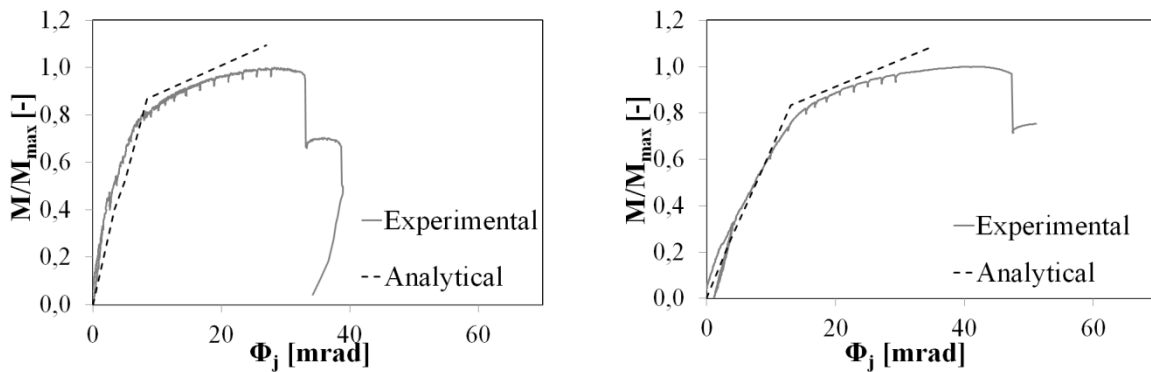 1,2
1,0
0,8
0,6
0,4
0,2
0,0
M/Mmax [-]
Experimental
Analytical
0 20 40 60
Φj [mrad]
1,2
1,0
0,8
0,6
0,4
0,2
0,0
M/Mmax [-]
Experimental
Analytical
0 20 40 60
Φj [mrad]